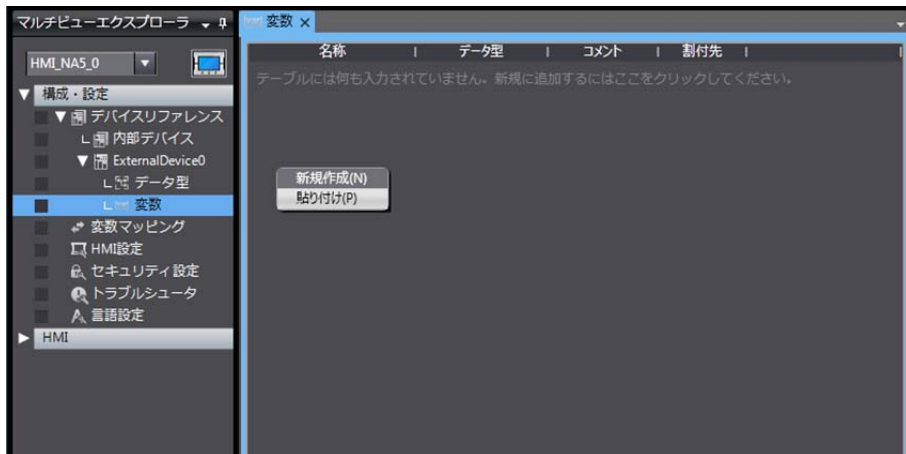 マルチビューエクスプローラ
変数
HMI_NA5_0
名称 データ型 コメント 割付先
テーブルには何も入力されていません。新規に追加するにはここをクリックしてください。
構成・設定
デバイスリファレンス
内部デバイス
ExternalDevice0
データ型
変数
変数マッピング
HMI設定
セキュリティ設定
トラブルシュータ
言語設定
HMI
新規作成(N)
貼り付け(P)